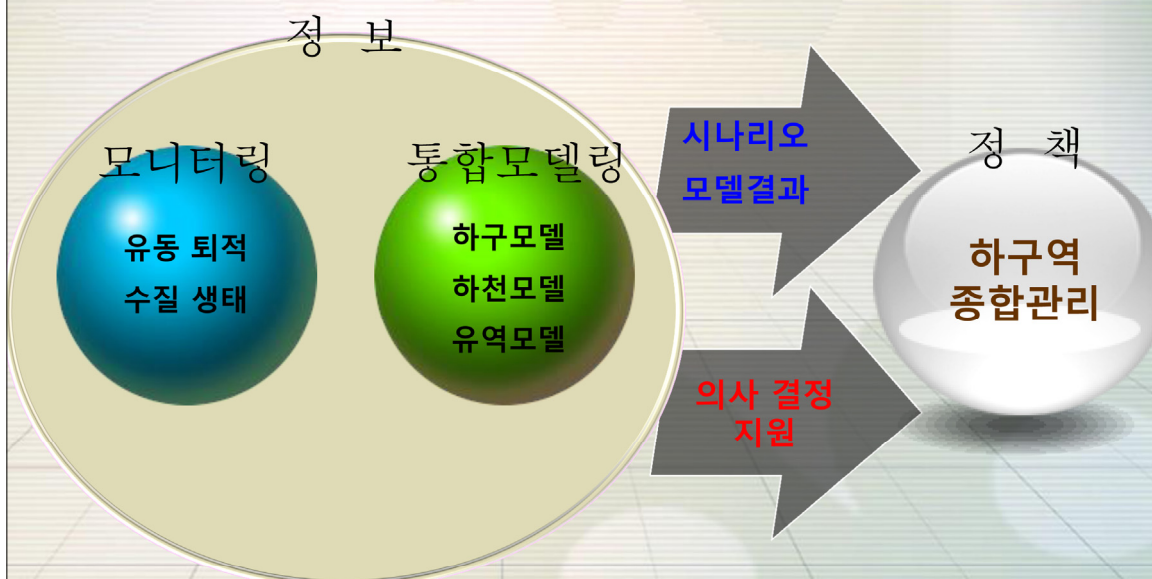 정 보
모니터링
유동 퇴적
수질 생태
통합모델링
하구모델
하천모델
유역모델
시나리오
모델결과
의사 결정
지원
정 책
하구역
종합관리